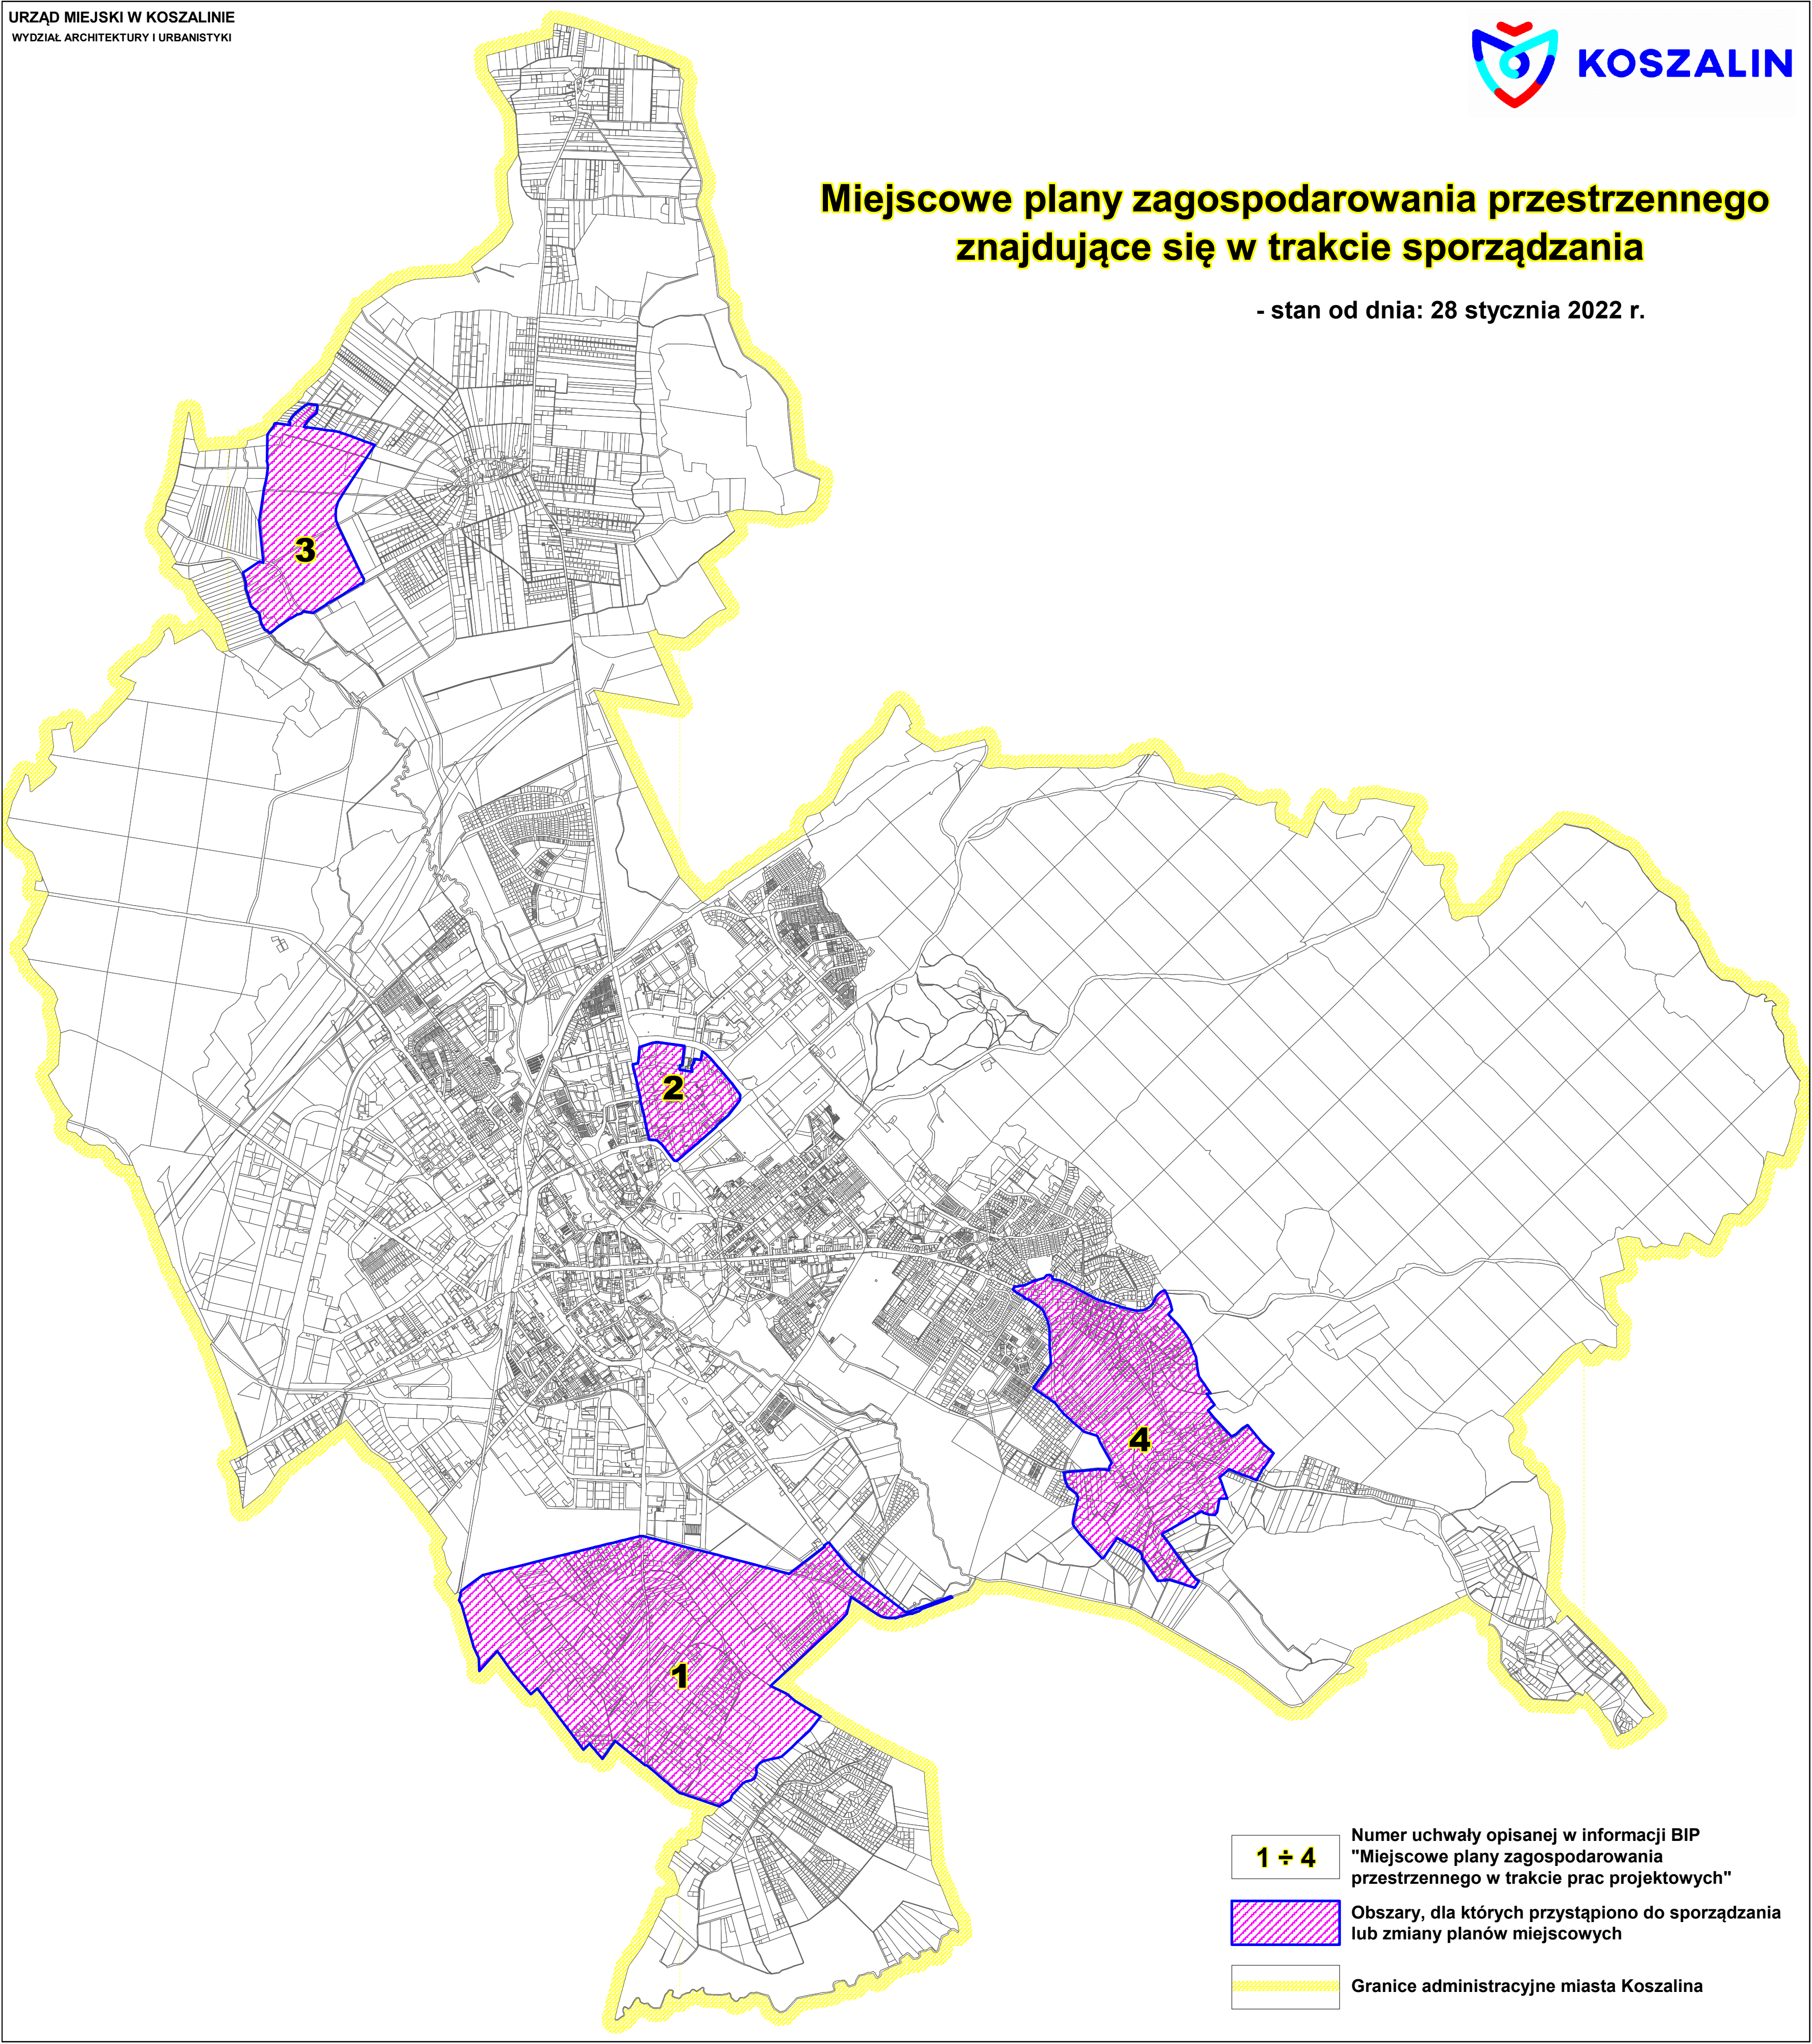 URZĄD MIEJSKI W KOSZALINIE
WYDZIAŁ ARCHITEKTURY I URBANISTYKI
KOSZALIN
Miejscowe plany zagospodarowania przestrzennego
znajdujące się w trakcie sporządzania
- stan od dnia: 28 stycznia 2022 r.
3
2
4
1
1 ÷ 4
Numer uchwały opisanej w informacji BIP
"Miejscowe plany zagospodarowania
przestrzennego w trakcie prac projektowych"
Obszary, dla których przystąpiono do sporządzania
lub zmiany planów miejscowych
Granice administracyjne miasta Koszalina